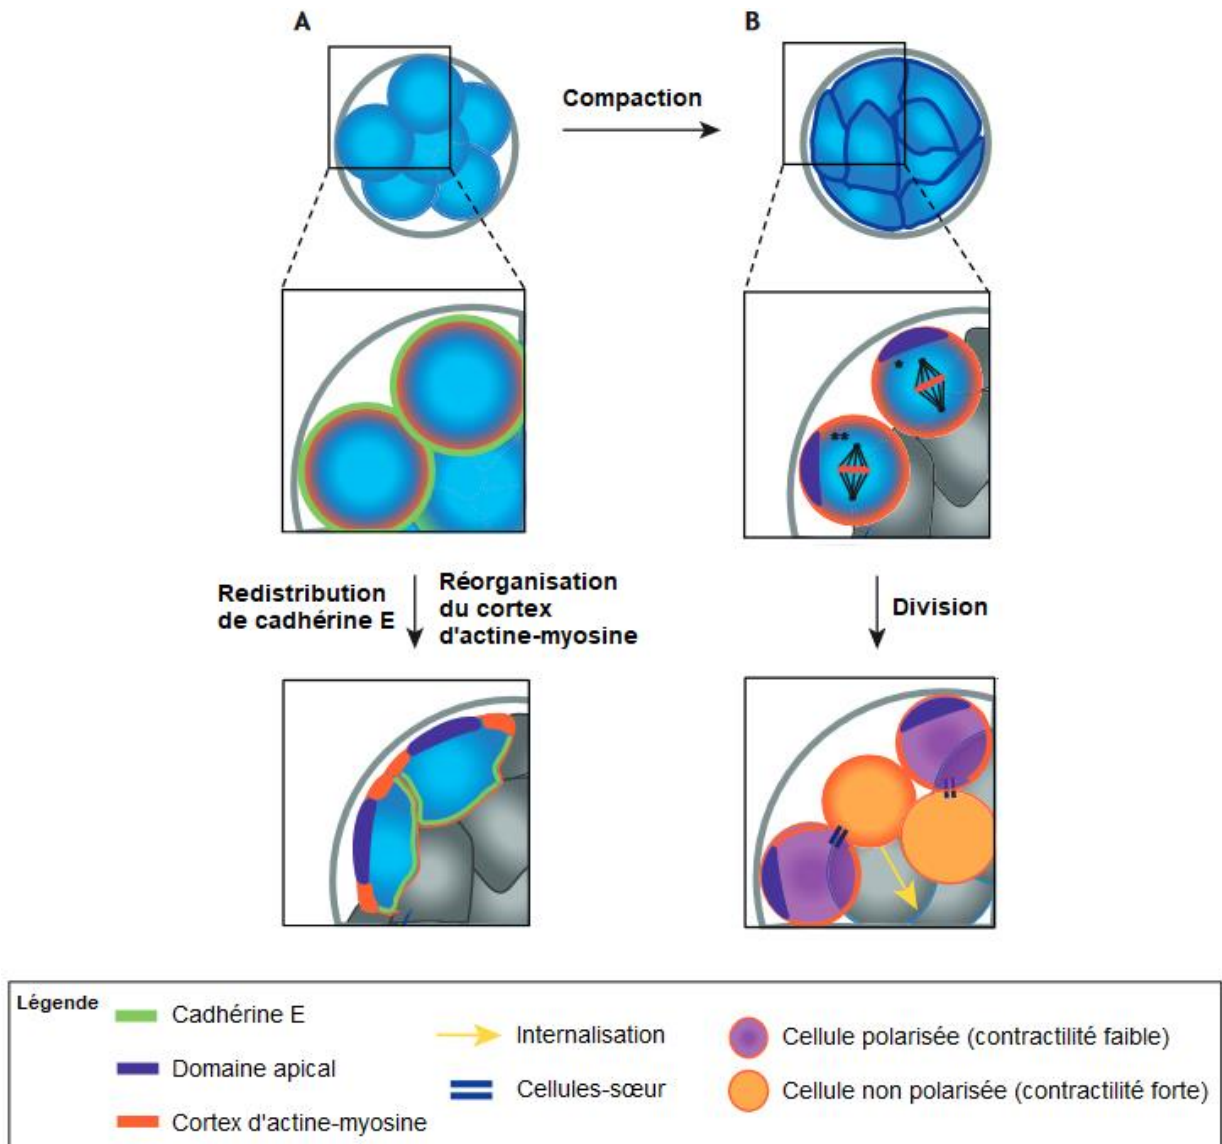 A
B
Compaction
*
**
Redistribution
de cadhérine E
Réorganisation
du cortex
d'actine-myosine
Division
Légende
Cadhérine E
Domaine apical
Cortex d'actine-myosine
Internalisation
Cellules-sœur
Cellule polarisée (contractilité faible)
Cellule non polarisée (contractilité forte)